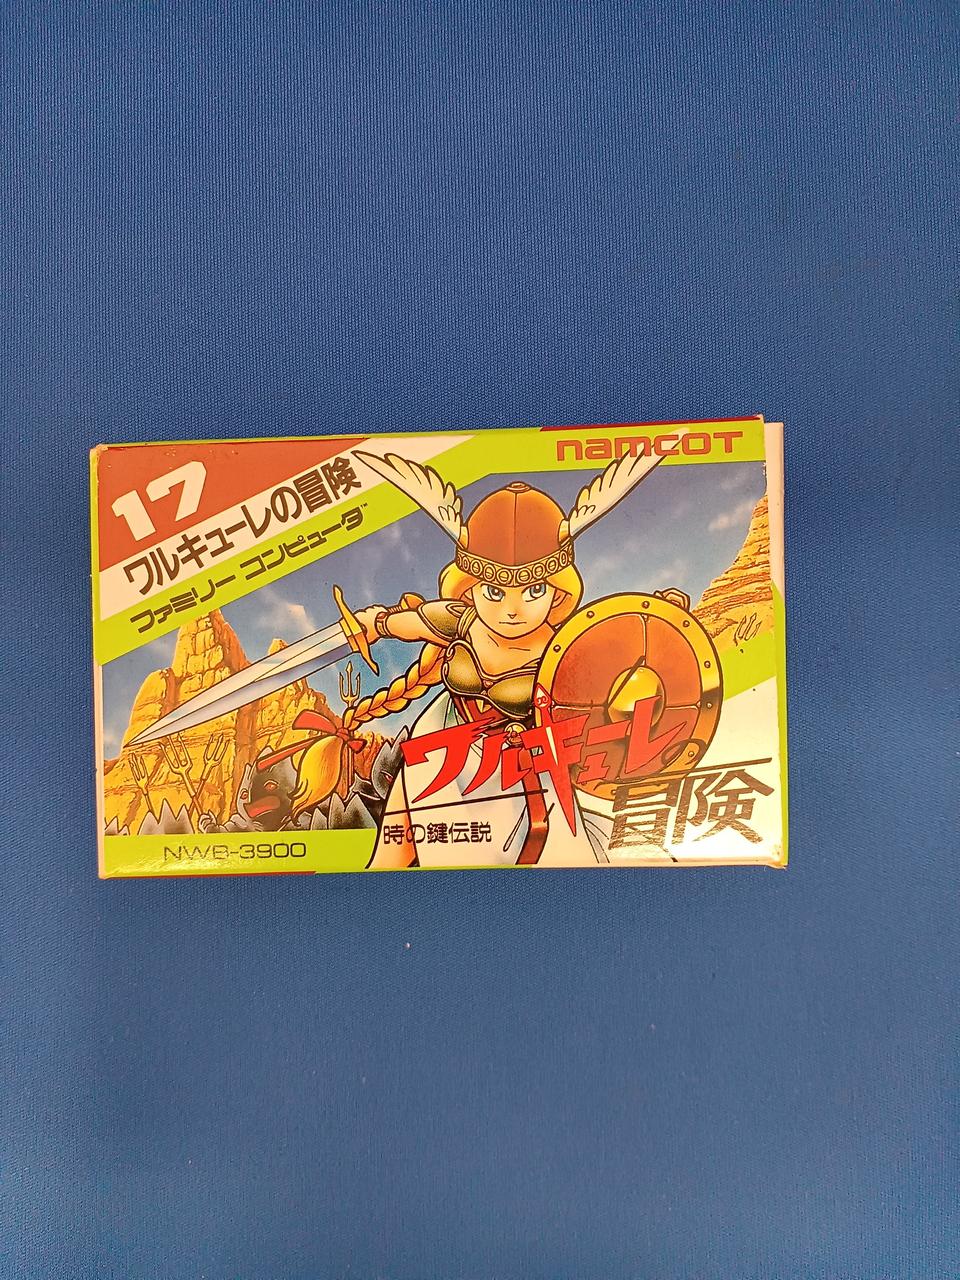 17
ワルキューレの冒険
ファミリー コンピュータ
namcoT
ワルキューレの
冒険
時の鍵伝説
NWB-3900